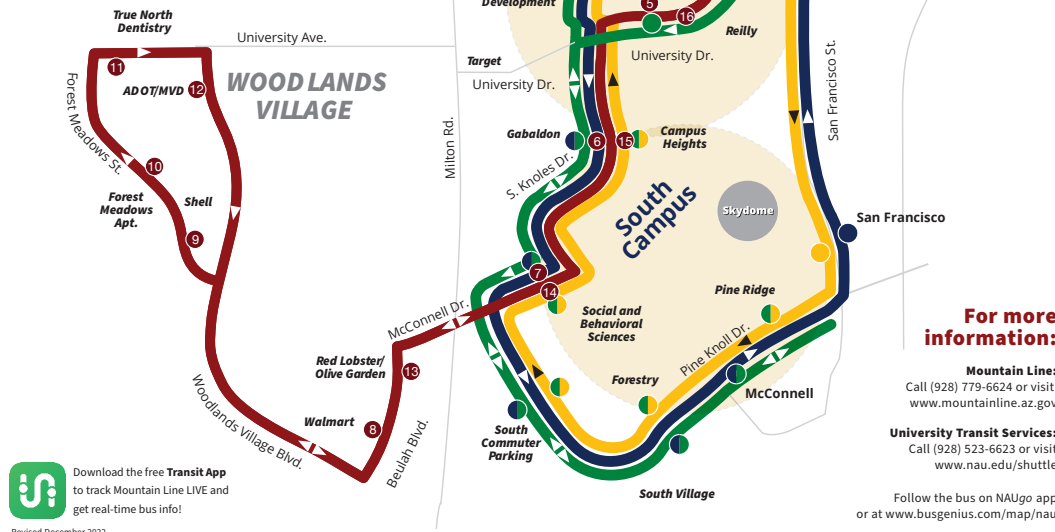 Development
True North
Dentistry
University Ave.
5
16
Reilly
11
ADOT/MVD
12
WOODLANDS
VILLAGE
Target
University Dr.
University Dr.
San Francisco St.
Forest Meadows St.
Milton Rd.
Gabaldon
6
15
Campus
Heights
10
S. Knoles Dr.
Forest
Meadows
Apt.
Shell
9
South
Campus
Skydome
San Francisco
7
14
McConnell Dr.
Social and
Behavioral
Sciences
Pine Ridge
Pine Knoll Dr.
Red Lobster/
Olive Garden
13
Forestry
McConnell
Walmart
8
Woodlands Village Blvd.
Beulah Blvd.
South
Commuter
Parking
South Village
For more
information:
Mountain Line:
Call (928) 779-6624 or visit
www.mountainline.az.gov
University Transit Services:
Call (928) 523-6623 or visit
www.nau.edu/shuttle
Follow the bus on NAUgo app
or at www.busgenius.com/map/nau
Download the free Transit App
to track Mountain Line LIVE and
get real-time bus info!
Revised December 2022